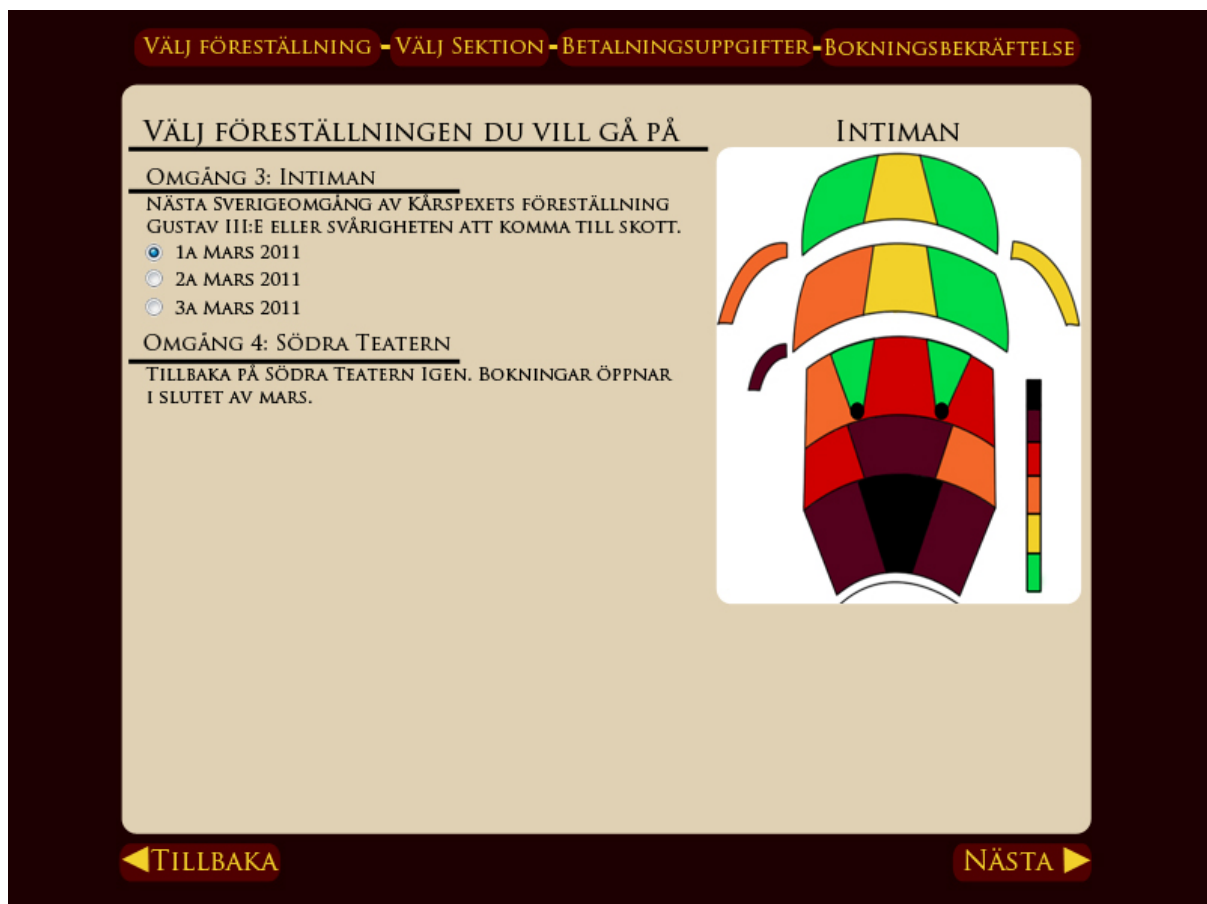 Välj föreställning - Välj Sektion - Betalningsuppgifter - Bokningsbekräftelse
Välj föreställningen du vill gå på
Intiman
Omgång 3: Intiman
Nästa Sverigeomgång av Kårspexets föreställning
Gustav III:e eller svårigheten att komma till skott.
1a Mars 2011
2a Mars 2011
3a Mars 2011
Omgång 4: Södra Teatern
Tillbaka på Södra Teatern Igen. Bokningar öppnar
i slutet av mars.
Tillbaka
Nästa